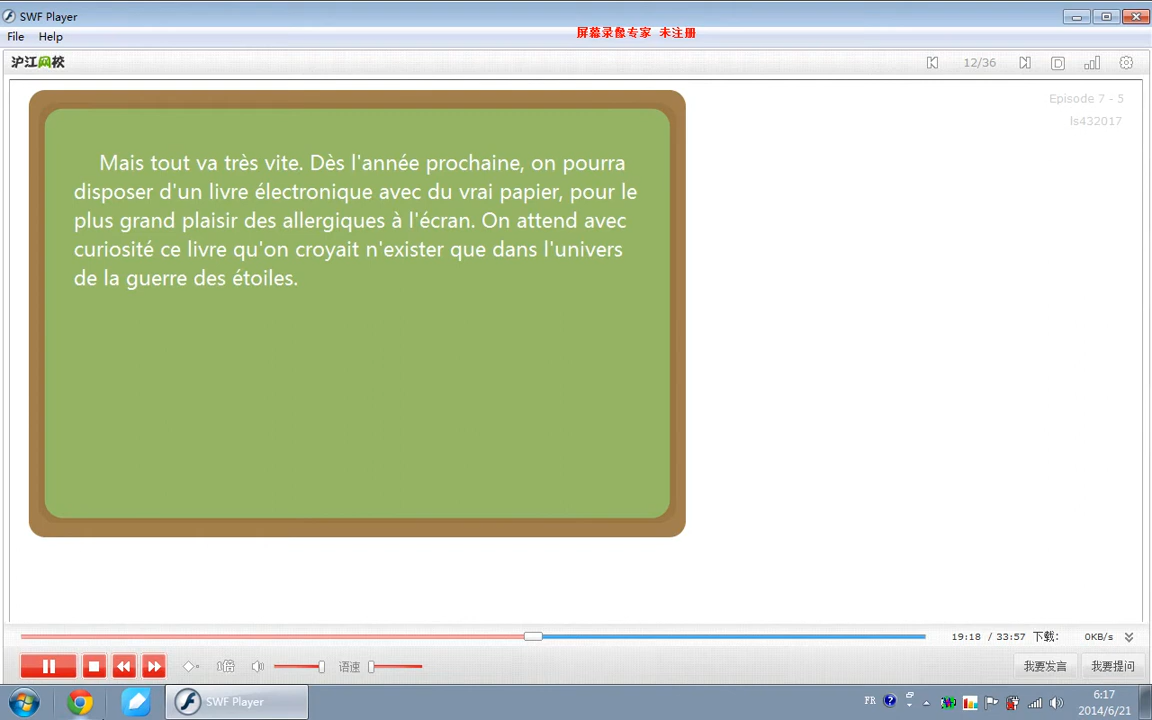 SWF Player
屏幕录像专家 未注册
File Help
沪江网校
12/36
Episode 7 - 5
ls432017
Mais tout va très vite. Dès l'année prochaine, on pourra
disposer d'un livre électronique avec du vrai papier, pour le
plus grand plaisir des allergiques à l'écran. On attend avec
curiosité ce livre qu'on croyait n'exister que dans l'univers
de la guerre des étoiles.
19:18 / 33:57 下载: 0KB/s
1倍 语速 我要发言 我要提问
SWF Player FR 6:17
2014/6/21